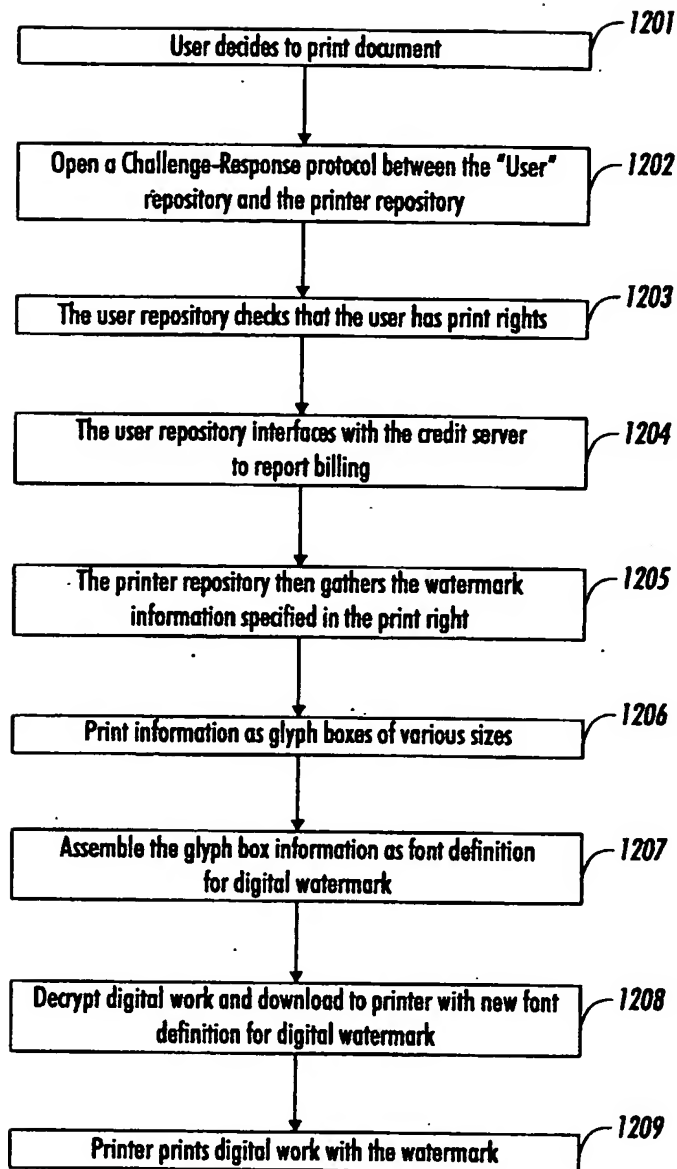 1201
User decides to print document
Open a Challenge-Response protocol between the "User"
repository and the printer repository
1202
The user repository checks that the user has print rights
1203
The user repository interfaces with the credit server
to report billing
1204
The printer repository then gathers the watermark
information specified in the print right
1205
Print information as glyph boxes of various sizes
1206
Assemble the glyph box information as font definition
for digital watermark
1207
Decrypt digital work and download to printer with new font
definition for digital watermark
1208
Printer prints digital work with the watermark
1209